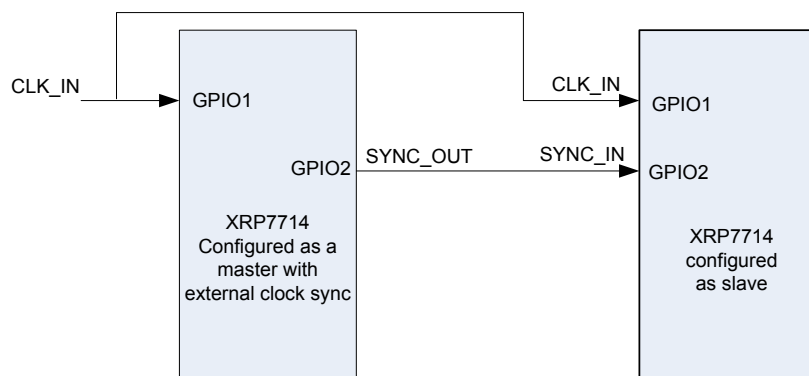 CLK_IN
GPIO1
CLK_IN
GPIO1
GPIO2
SYNC_OUT
SYNC_IN
GPIO2
XRP7714
Configured as a
master with
external clock sync
XRP7714
configured
as slave